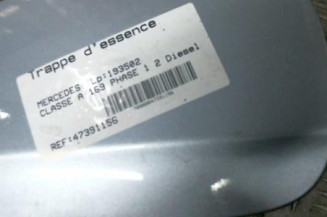 Trappe d'essence
MERCEDES Lp:193502
CLASSE A 169 PHASE 1 2 Diesel
REF:47391156